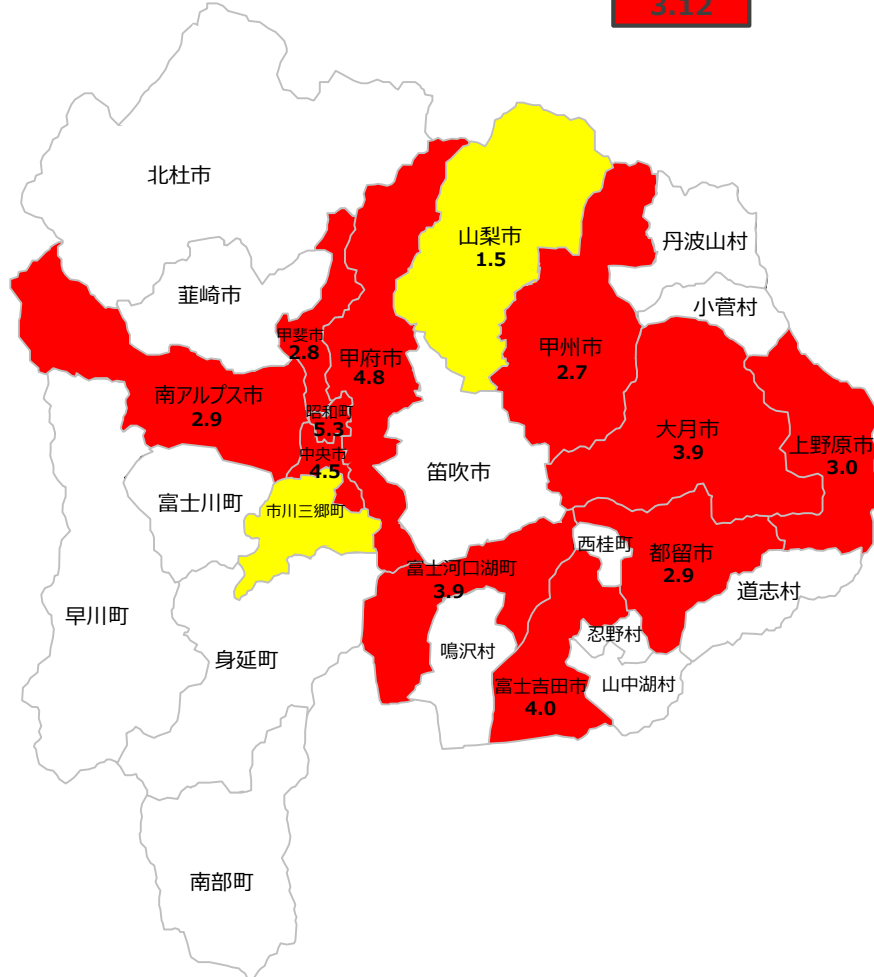 3.12
北杜市
山梨市
1.5
丹波山村
韮崎市
小菅村
甲斐市
2.8
甲府市
4.8
甲州市
2.7
南アルプス市
2.9
昭和町
5.3
大月市
3.9
上野原市
3.0
中央市
4.5
笛吹市
富士川町
市川三郷町
西桂町
都留市
2.9
富士河口湖町
3.9
道志村
早川町
忍野村
身延町
鳴沢村
富士吉田市
4.0
山中湖村
南部町